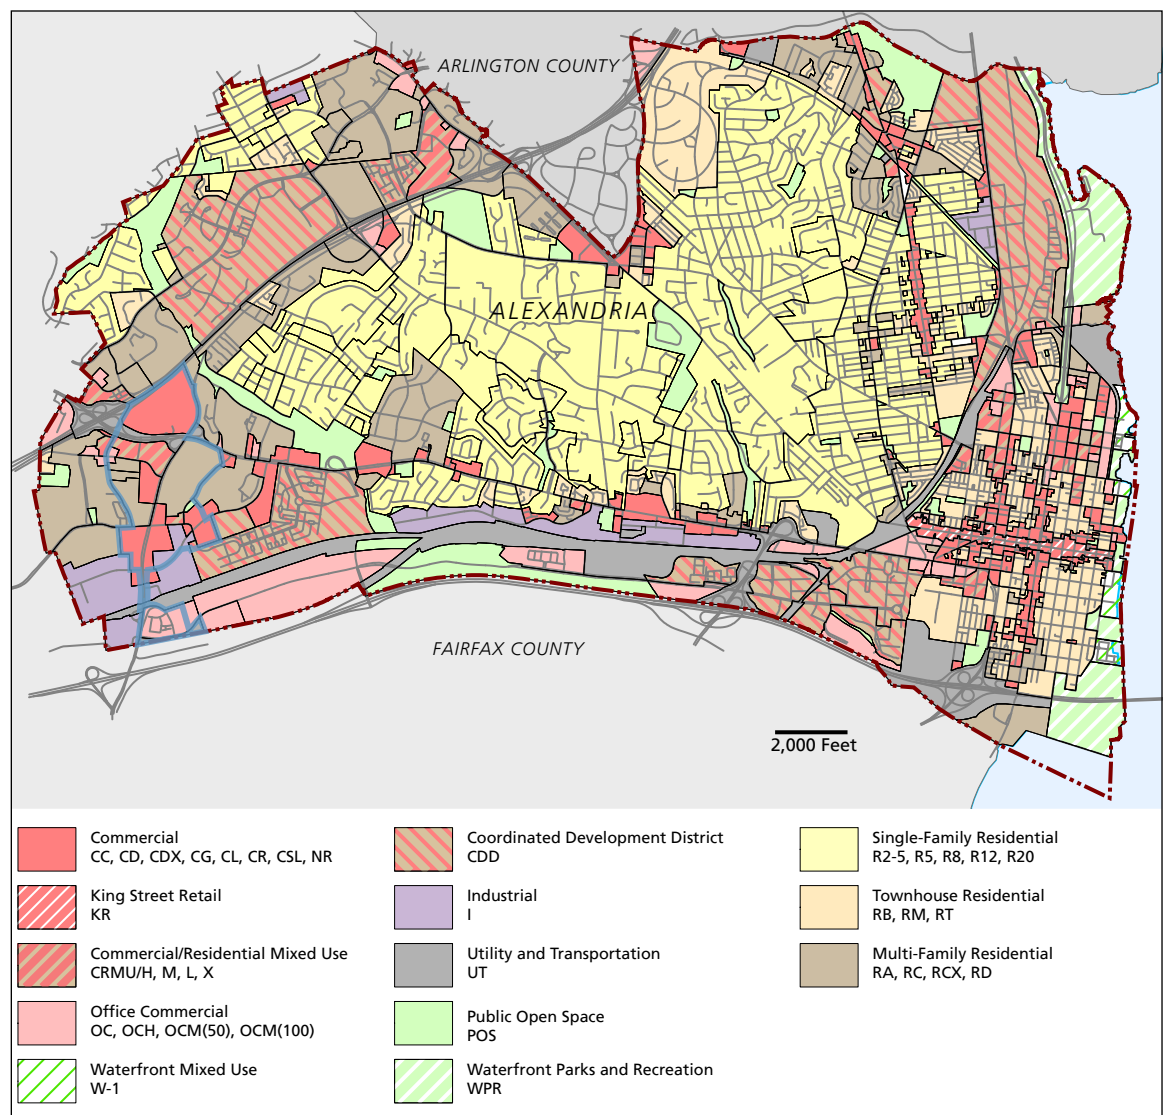 ARLINGTON COUNTY
ALEXANDRIA
FAIRFAX COUNTY
2,000 Feet
Commercial
CC, CD, CDX, CG, CL, CR, CSL, NR
King Street Retail
KR
Commercial/Residential Mixed Use
CRMU/H, M, L, X
Office Commercial
OC, OCH, OCM(50), OCM(100)
Waterfront Mixed Use
W-1
Coordinated Development District
CDD
Industrial
I
Utility and Transportation
UT
Public Open Space
POS
Waterfront Parks and Recreation
WPR
Single-Family Residential
R2-5, R5, R8, R12, R20
Townhouse Residential
RB, RM, RT
Multi-Family Residential
RA, RC, RCX, RD